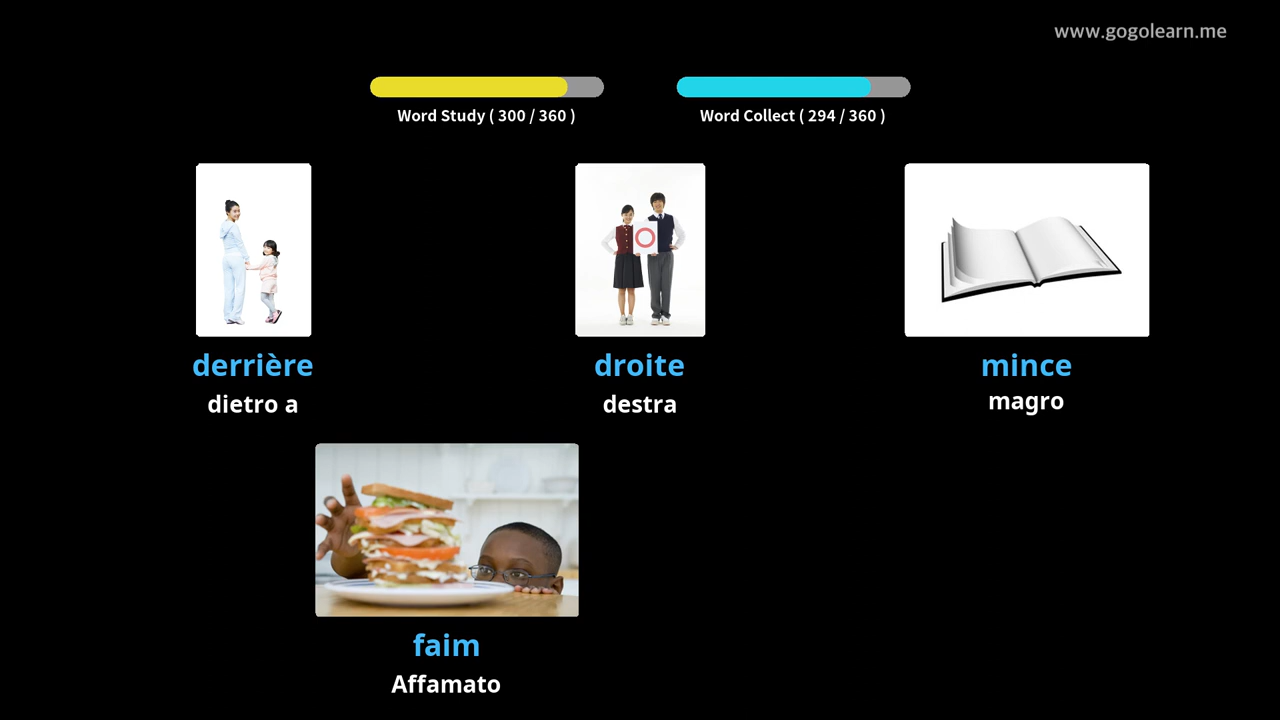 www.gogolearn.me
Word Study ( 300 / 360 )
Word Collect ( 294 / 360 )
derrière
dietro a
droite
destra
mince
magro
faim
Affamato